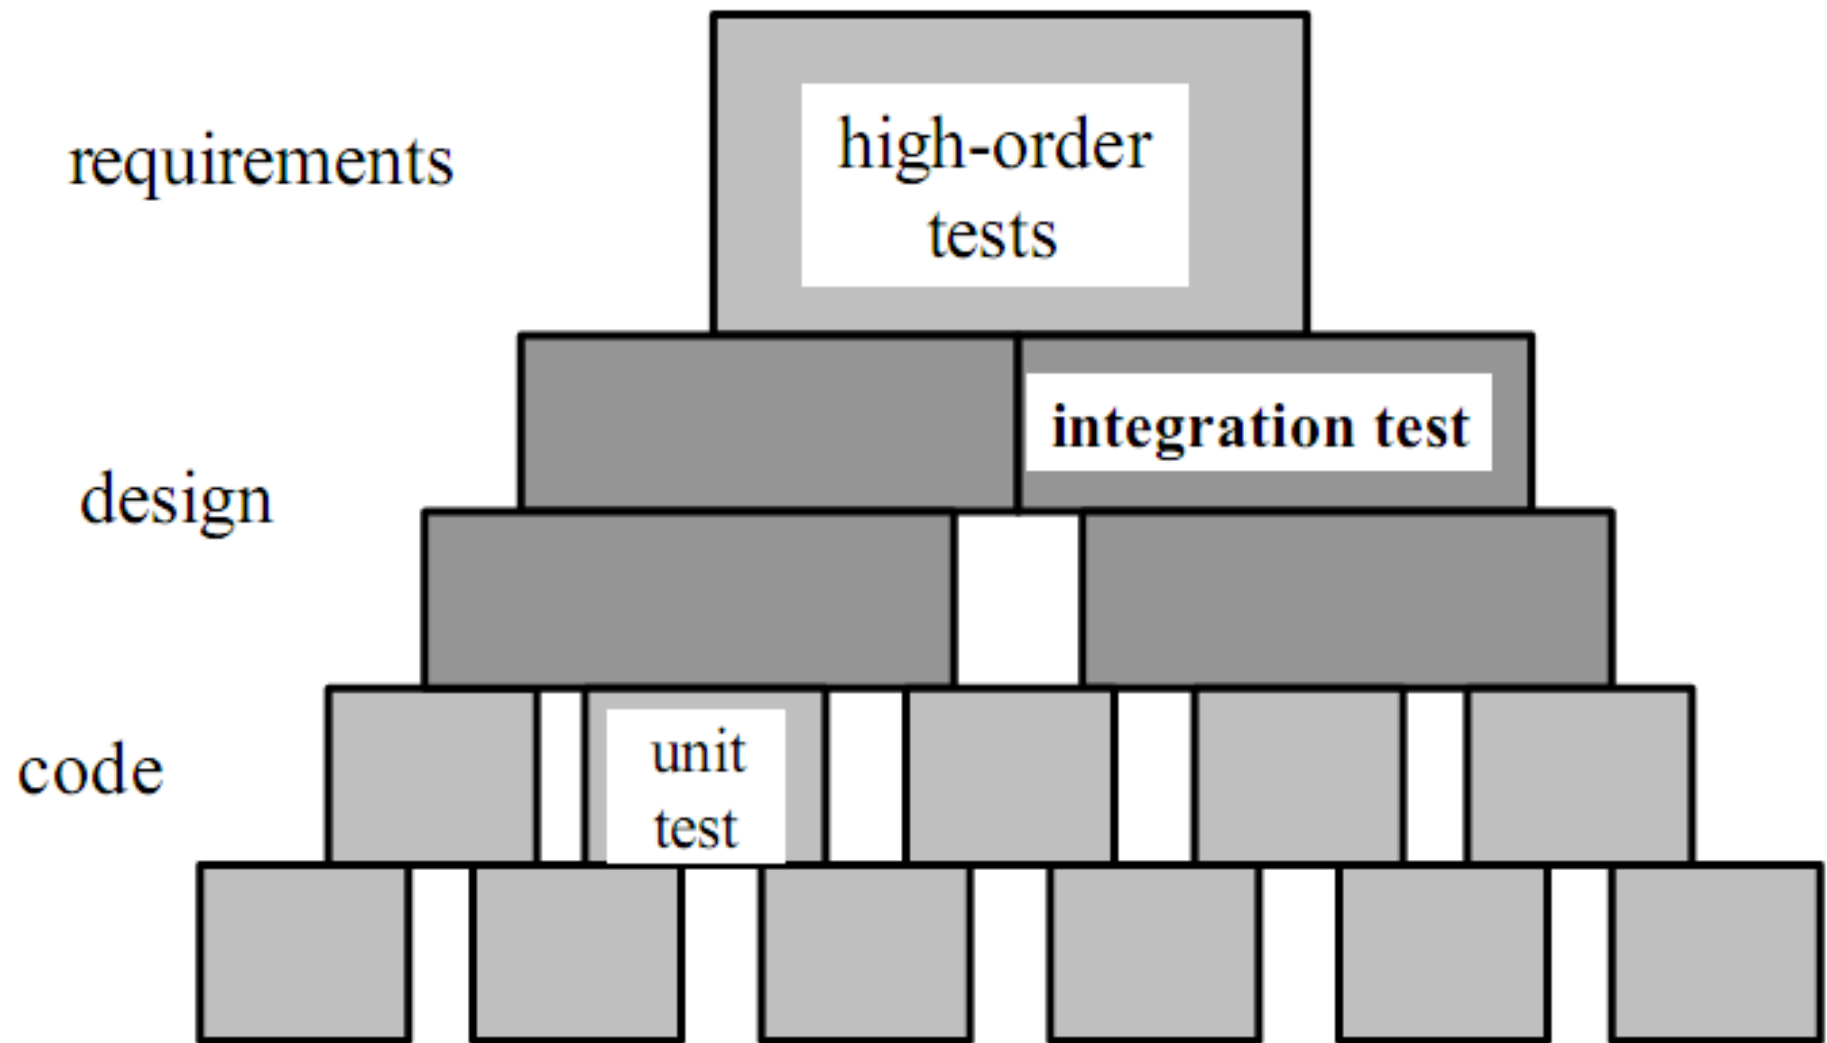 requirements
high-order
tests
integration test
design
unit
test
code